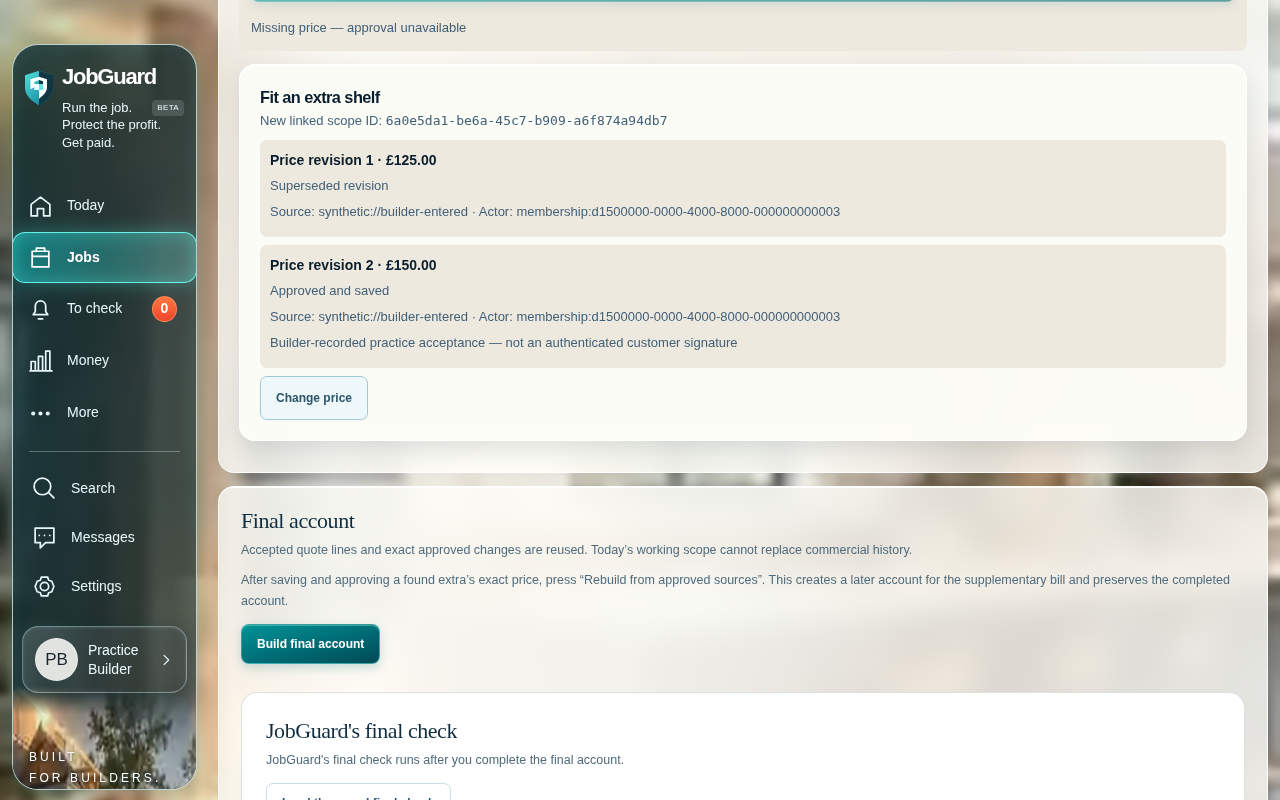 JobGuard
Run the job.
BETA
Protect the profit.
Get paid.
Today
Jobs
To check
0
Money
More
Search
Messages
Settings
PB
Practice
Builder
BUILT
FOR BUILDERS.
Missing price — approval unavailable
Fit an extra shelf
New linked scope ID: 6a0e5da1-be6a-45c7-b909-a6f874a94db7
Price revision 1 · £125.00
Superseded revision
Source: synthetic://builder-entered · Actor: membership:d1500000-0000-4000-8000-000000000003
Price revision 2 · £150.00
Approved and saved
Source: synthetic://builder-entered · Actor: membership:d1500000-0000-4000-8000-000000000003
Builder-recorded practice acceptance — not an authenticated customer signature
Change price
Final account
Accepted quote lines and exact approved changes are reused. Today’s working scope cannot replace commercial history.
After saving and approving a found extra’s exact price, press “Rebuild from approved sources”. This creates a later account for the supplementary bill and preserves the completed
account.
Build final account
JobGuard's final check
JobGuard's final check runs after you complete the final account.